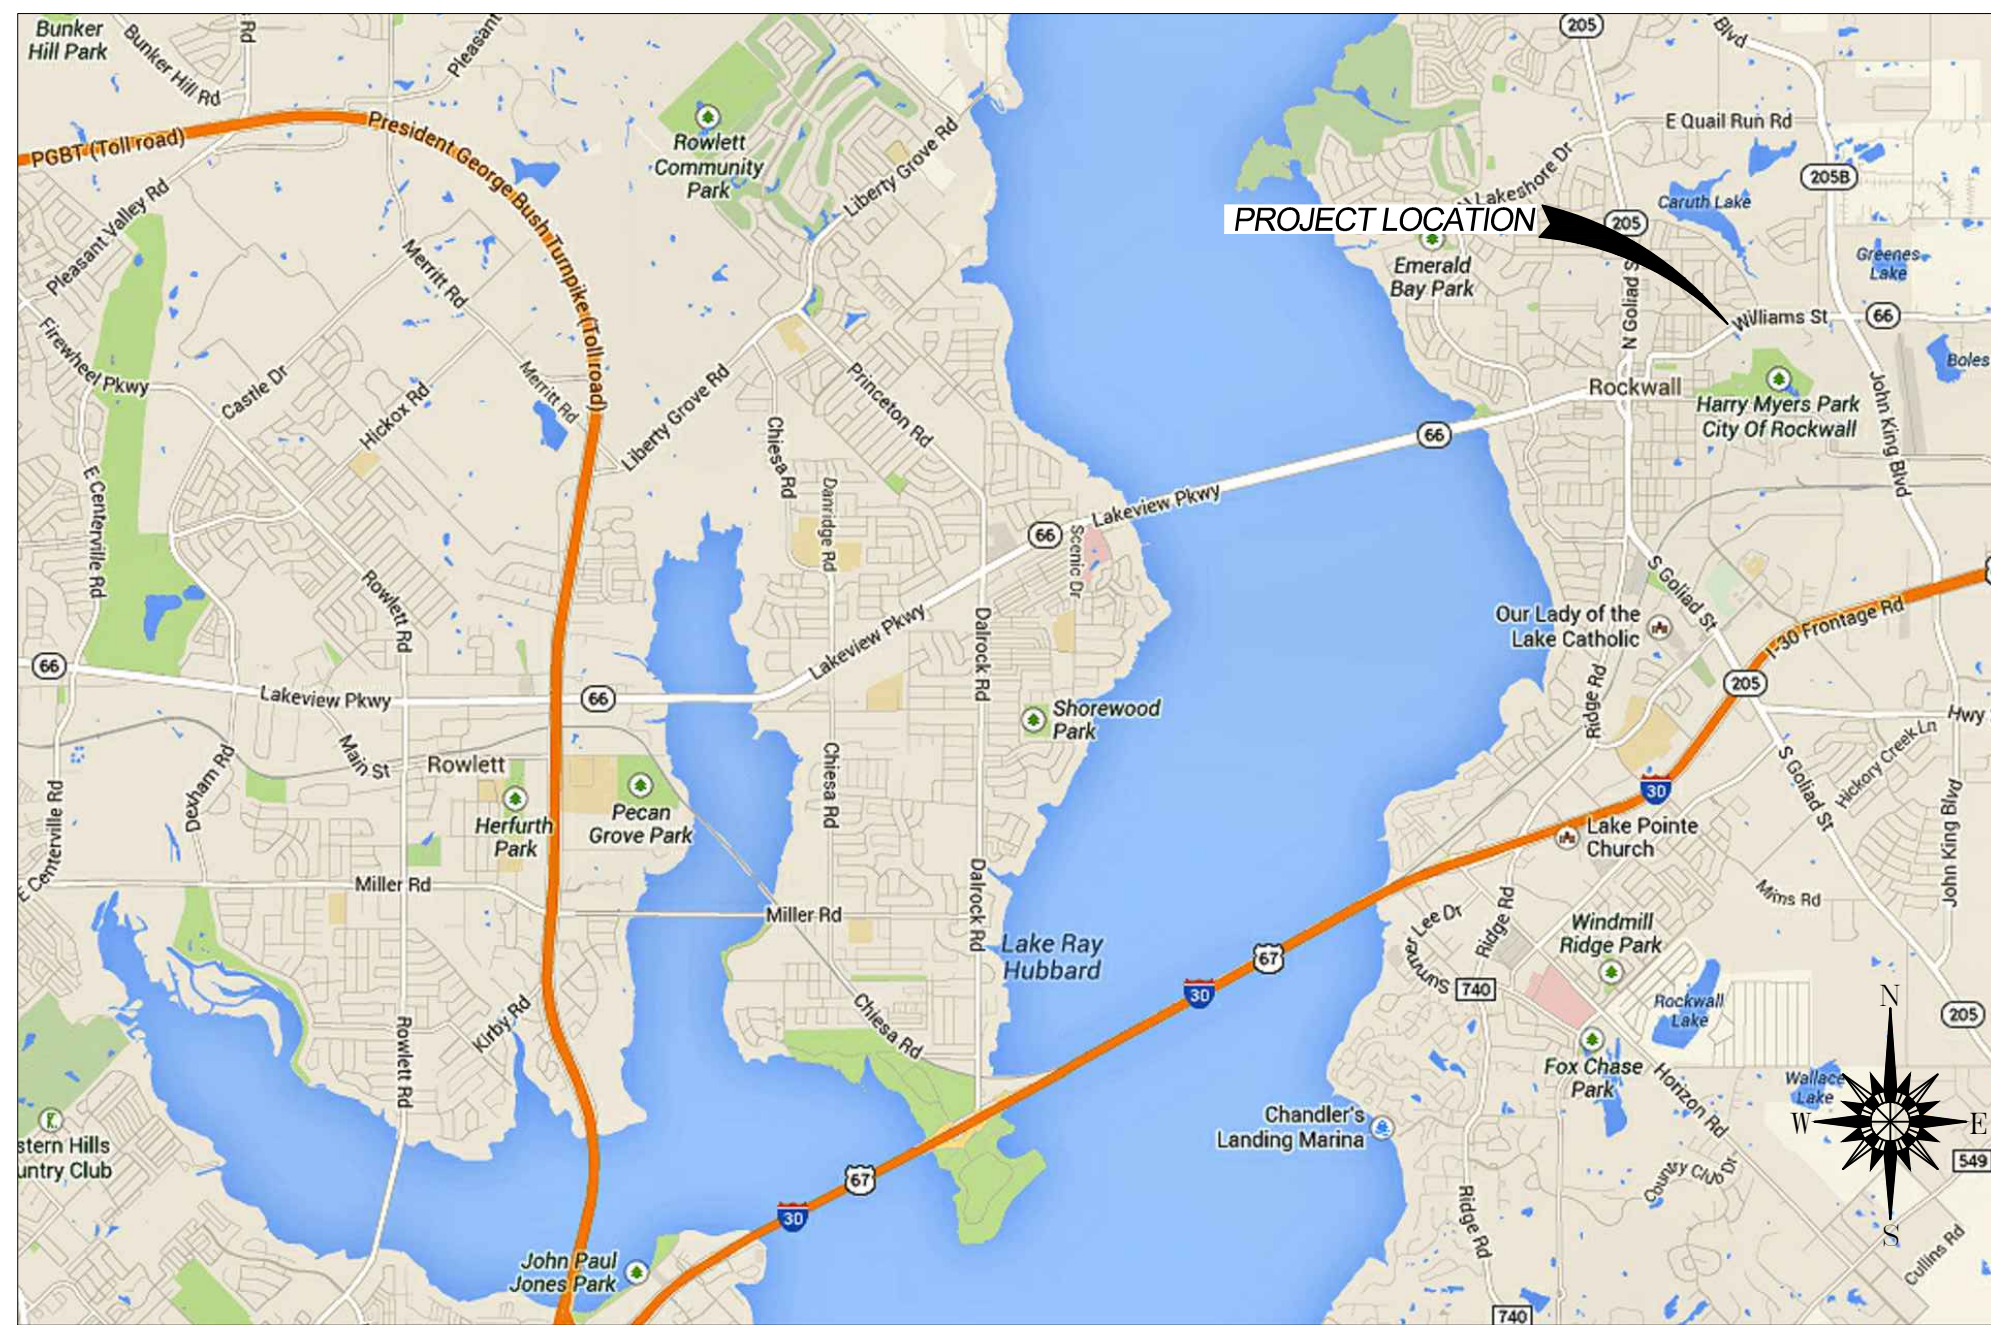 Bunker
Hill Park
Bunker Hill Rd
Rd
Pleasant
PGBT (Toll road)
President George Bush Turnpike (Toll road)
Rowlett
Community
Park
Liberty Grove Rd
205
Blvd
E Quail Run Rd
N Lakeshore Dr
205B
Caruth Lake
PROJECT LOCATION
205
Emerald
Bay Park
Greenes
Lake
Pleasant Valley Rd
Merritt Rd
N Goliad S
Williams St
66
Firewheel Pkwy
Castle Dr
Hickox Rd
Merritt Rd
Liberty Grove Rd
Princeton Rd
Boles
Rockwall
Harry Myers Park
City Of Rockwall
John King Blvd
Chiesa Rd
Danridge Rd
66
Lakeview Pkwy
66
Scenic Dr
E Centerville Rd
Rowlett Rd
S Goliad St
Our Lady of the
Lake Catholic
I-30 Frontage Rd
Lakeview Pkwy
Dalrock Rd
66
Lakeview Pkwy
66
Ridge Rd
205
Shorewood
Park
Hwy
Main St
Dexham Rd
Rowlett
Chiesa Rd
S Goliad St
Hickory Creek Ln
E Centerville Rd
Herfurth
Park
Pecan
Grove Park
30
Lake Pointe
Church
John King Blvd
Miller Rd
Miller Rd
Dalrock Rd
Mims Rd
Lake Ray
Hubbard
Summer Lee Dr
Ridge Rd
Windmill
Ridge Park
67
30
740
Rockwall
Lake
N
205
Kirby Rd
Rowlett Rd
Chiesa Rd
Fox Chase
Park
Horizon Rd
Wallace
Lake
W
E
Chandler's
Landing Marina
stern Hills
untry Club
67
30
Country Club Dr
549
Ridge Rd
S
Cullins Rd
John Paul
Jones Park
740